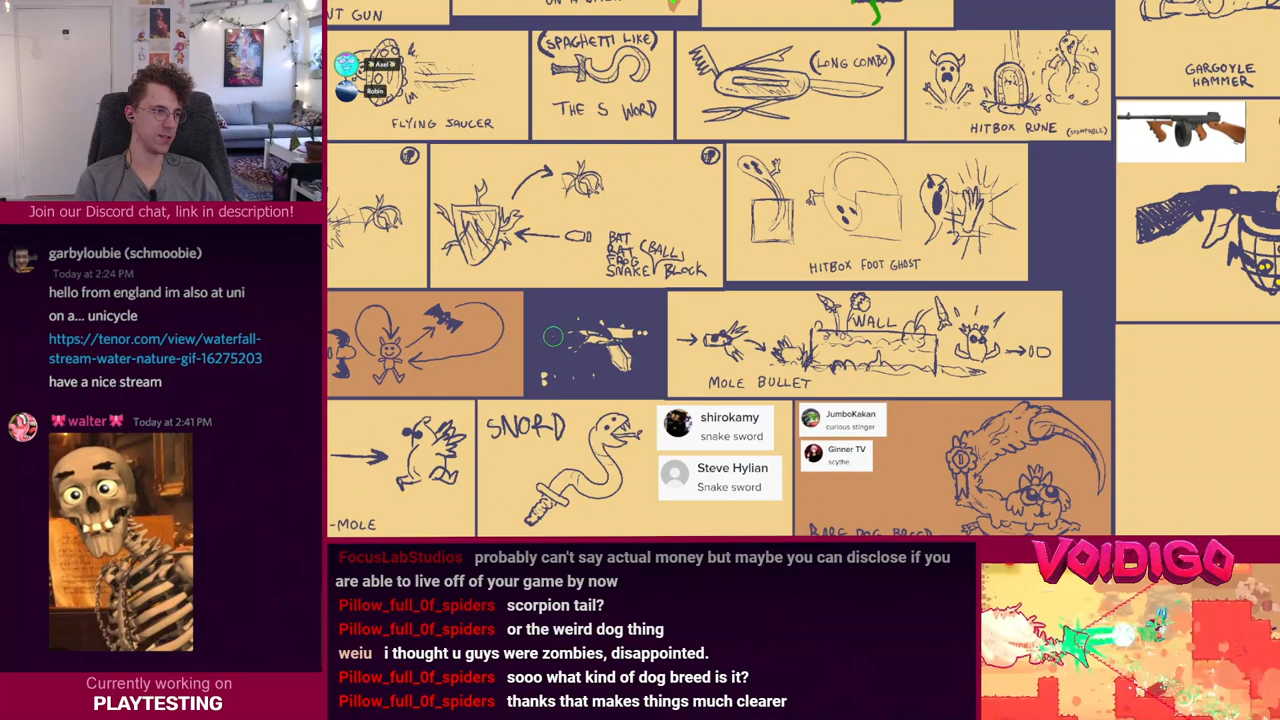 NT GUN
Axel
Robin
FLYING SAUCER
(SPAGHETTI LIKE)
THE S WORD
(LONG COMBO)
HITBOX RUNE (STOMPABLE)
GARGOYLE
HAMMER
BAT
RAT (BALL)
FROG
SNAKE BLOCK
HITBOX FOOT GHOST
WALL
MOLE BULLET
-MOLE
SNORD
shirokamy
snake sword
Steve Hylian
Snake sword
JumboKakan
curious stinger
Ginner TV
scythe
RARE DOG BREED
Join our Discord chat, link in description!
garbyloubie (schmoobie)
Today at 2:24 PM
hello from england im also at uni
on a... unicycle
https://tenor.com/view/waterfall-
stream-water-nature-gif-16275203
have a nice stream
walter Today at 2:41 PM
Currently working on
PLAYTESTING
FocusLabStudios probably can't say actual money but maybe you can disclose if you
are able to live off of your game by now
Pillow_full_0f_spiders scorpion tail?
Pillow_full_0f_spiders or the weird dog thing
weiu i thought u guys were zombies, disappointed.
Pillow_full_0f_spiders sooo what kind of dog breed is it?
Pillow_full_0f_spiders thanks that makes things much clearer
VOIDIGO